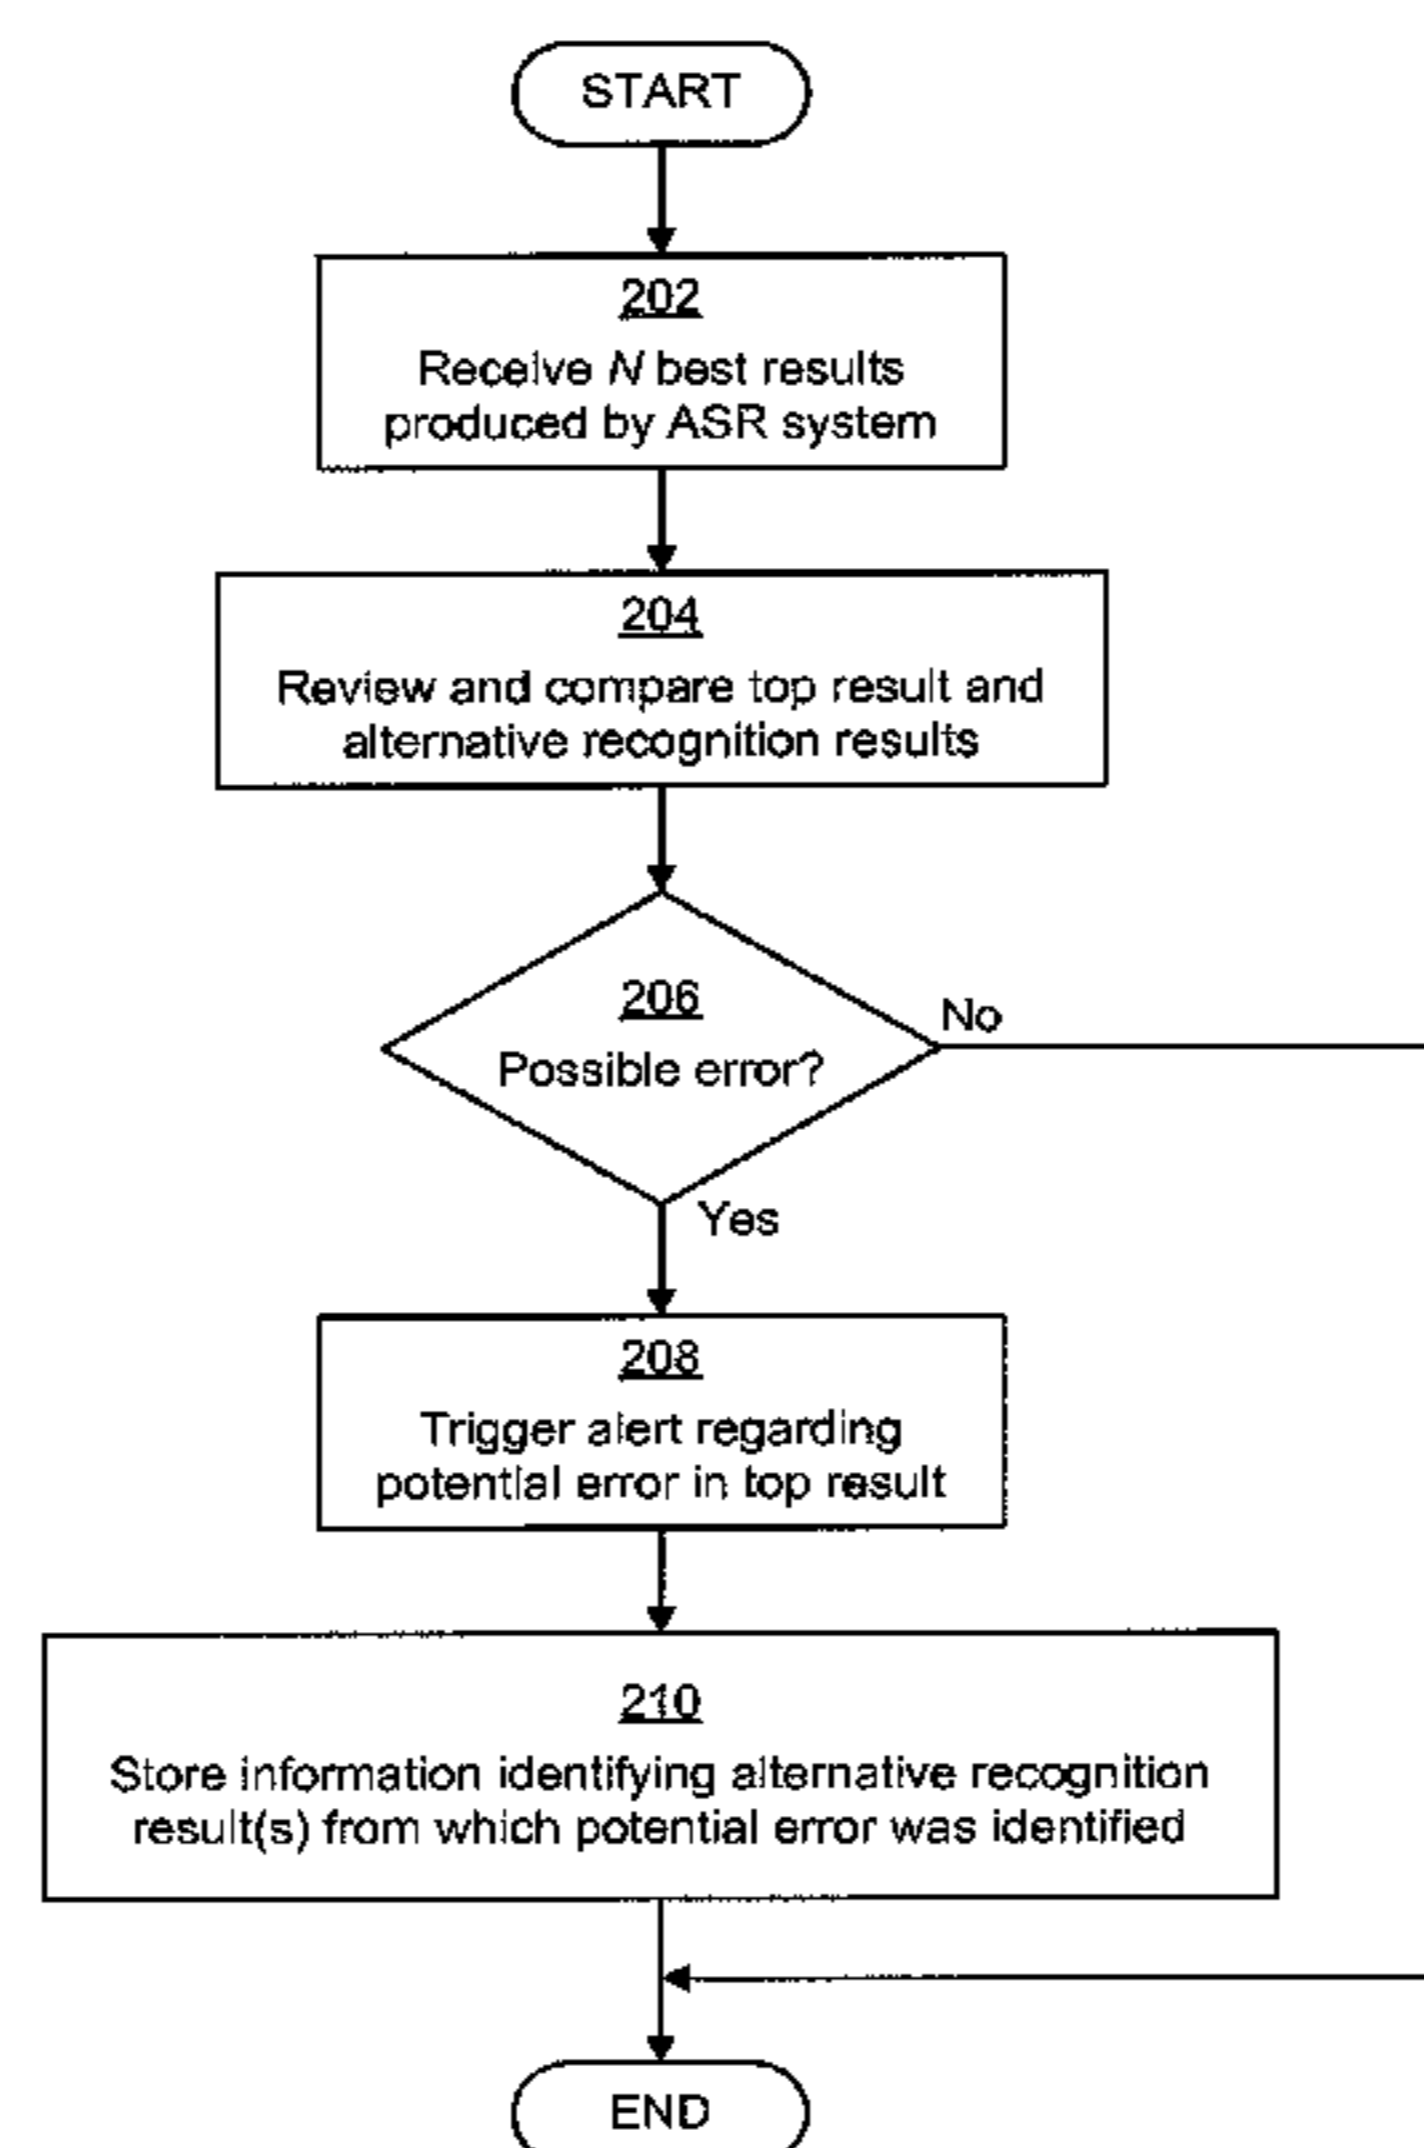 START
202
Receive N best results
produced by ASR system
204
Review and compare top result and
alternative recognition results
206
Possible error?
No
Yes
208
Trigger alert regarding
potential error in top result
210
Store information identifying alternative recognition
result(s) from which potential error was identified
END